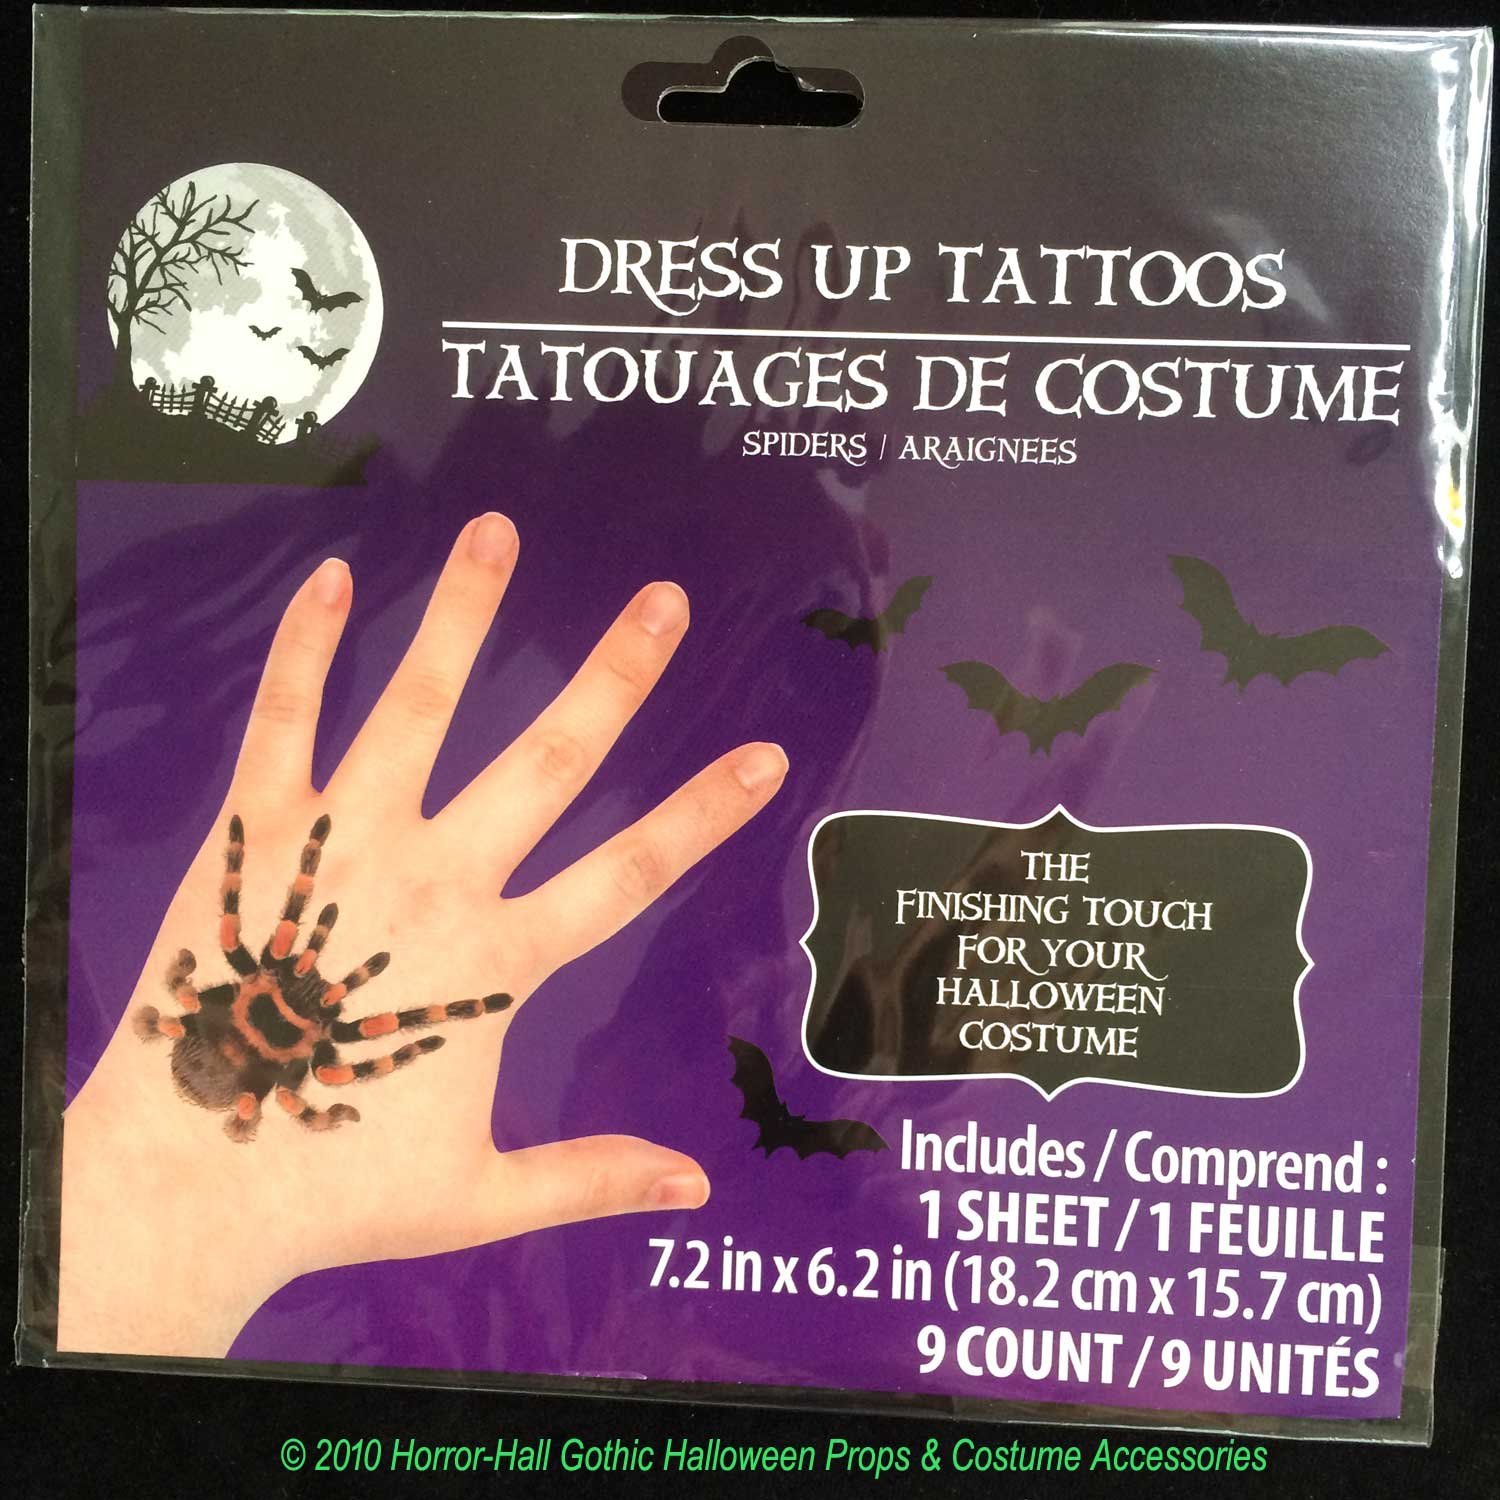 DRESS UP TATTOOS
TATOUAGES DE COSTUME
SPIDERS / ARAIGNEES
THE
FINISHING TOUCH
FOR YOUR
HALLOWEEN
COSTUME
Includes / Comprend :
1 SHEET / 1 FEUILLE
7.2 in x 6.2 in (18.2 cm x 15.7 cm)
9 COUNT / 9 UNITÉS
© 2010 Horror-Hall Gothic Halloween Props & Costume Accessories